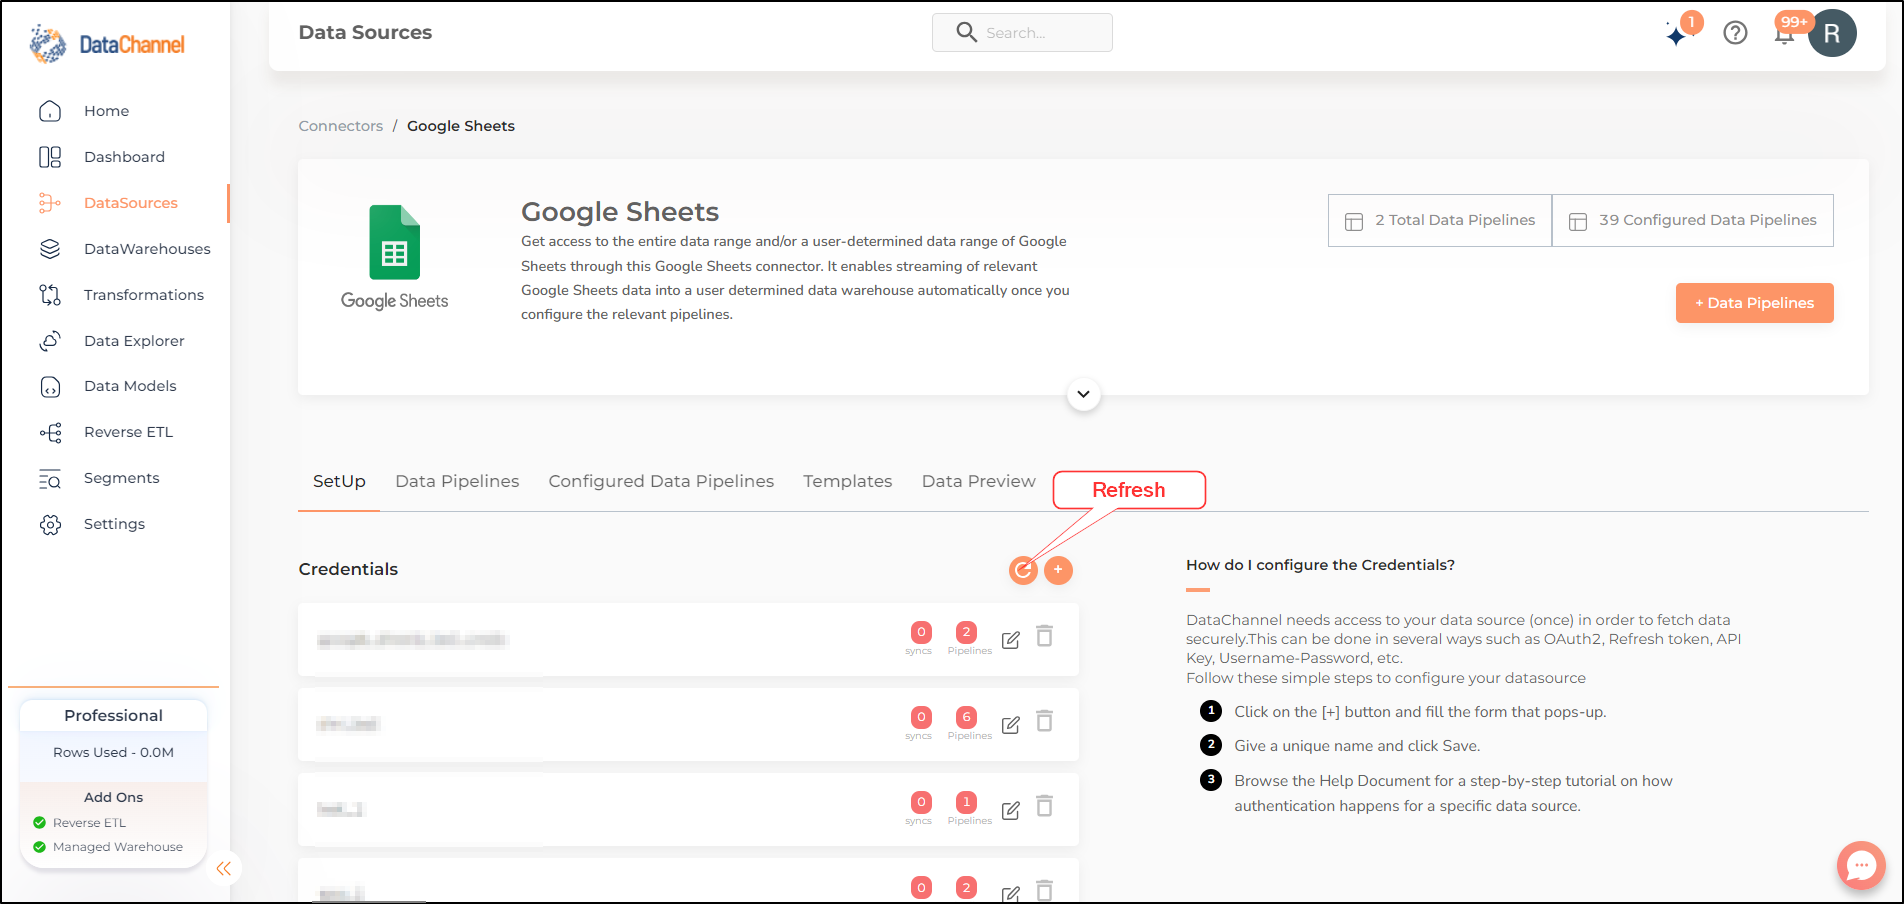 DataChannel
Home
Dashboard
DataSources
DataWarehouses
Transformations
Data Explorer
Data Models
Reverse ETL
Segments
Settings
Professional
Rows Used - 0.0M
Add Ons
Reverse ETL
Managed Warehouse
Data Sources
Search...
1
99+
R
Connectors / Google Sheets
Google Sheets
Google Sheets
Get access to the entire data range and/or a user-determined data range of Google
Sheets through this Google Sheets connector. It enables streaming of relevant
Google Sheets data into a user determined data warehouse automatically once you
configure the relevant pipelines.
2 Total Data Pipelines
39 Configured Data Pipelines
+ Data Pipelines
SetUp
Data Pipelines
Configured Data Pipelines
Templates
Data Preview
Refresh
Credentials
+
0
syncs
2
Pipelines
0
syncs
6
Pipelines
0
syncs
1
Pipelines
0
2
How do I configure the Credentials?
DataChannel needs access to your data source (once) in order to fetch data
securely.This can be done in several ways such as OAuth2, Refresh token, API
Key, Username-Password, etc.
Follow these simple steps to configure your datasource
1 Click on the [+] button and fill the form that pops-up.
2 Give a unique name and click Save.
3 Browse the Help Document for a step-by-step tutorial on how
authentication happens for a specific data source.